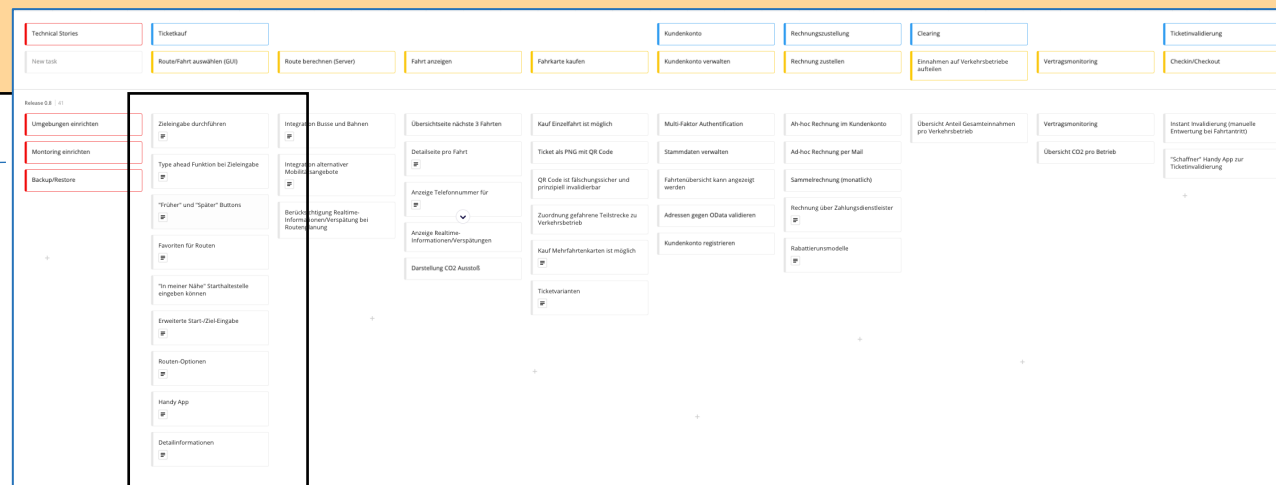 Technical Stories
Ticketkauf
Kundenkonto
Rechnungszustellung
Clearing
Ticketinvalidierung
New task
Route/Fahrt auswählen (GUI)
Route berechnen (Server)
Fahrt anzeigen
Fahrkarte kaufen
Kundenkonto verwalten
Rechnung zustellen
Einnahmen auf Verkehrsbetriebe
aufteilen
Vertragsmonitoring
Checkin/Checkout
Release 0.8 | 41
Umgebungen einrichten
Montoring einrichten
Backup/Restore
Zieleingabe durchführen
Type ahead Funktion bei Zieleingabe
"Früher" und "Später" Buttons
Favoriten für Routen
"In meiner Nähe" Starthaltestelle
eingeben können
Erweiterte Start-/Ziel-Eingabe
Routen-Optionen
Handy App
Detailinformationen
Integration Busse und Bahnen
Integration alternativer
Mobilitätsangebote
Berücksichtigung Realtime-
Informationen/Verspätung bei
Routenplanung
Übersichtseite nächste 3 Fahrten
Detailseite pro Fahrt
Anzeige Telefonnummer für
Anzeige Realtime-
Informationen/Verspätungen
Darstellung CO2 Ausstoß
Kauf Einzelfahrt ist möglich
Ticket als PNG mit QR Code
QR Code ist fälschungssicher und
prinzipiell invalidierbar
Zuordnung gefahrene Teilstrecke zu
Verkehrsbetrieb
Kauf Mehrfahrtenkarten ist möglich
Ticketvarianten
Multi-Faktor Authentification
Stammdaten verwalten
Fahrtenübersicht kann angezeigt
werden
Adressen gegen OData validieren
Kundenkonto registrieren
Ah-hoc Rechnung im Kundenkonto
Ad-hoc Rechnung per Mail
Sammelrechnung (monatlich)
Rechnung über Zahlungsdienstleister
Rabattierunsmodelle
Übersicht Anteil Gesamteinnahmen
pro Verkehrsbetrieb
Vertragsmonitoring
Übersicht CO2 pro Betrieb
Instant Invalidierung (manuelle
Entwertung bei Fahrtantritt)
"Schaffner" Handy App zur
Ticketinvalidierung